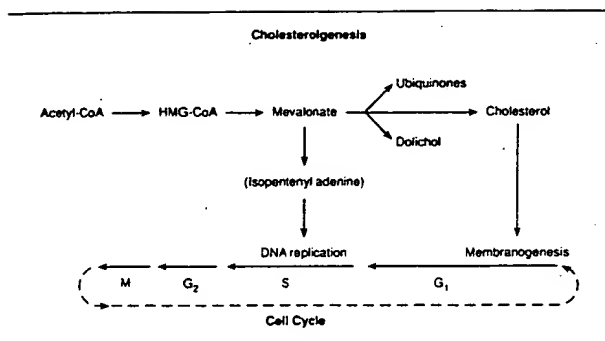 Cholesterolgenesis
Ubiquinones
Acetyl-CoA HMG-CoA Mevalonate Cholesterol
Dolichol
(Isopentenyl adenine)
DNA replication Membranogenesis
M G₂ S G₁
Cell Cycle